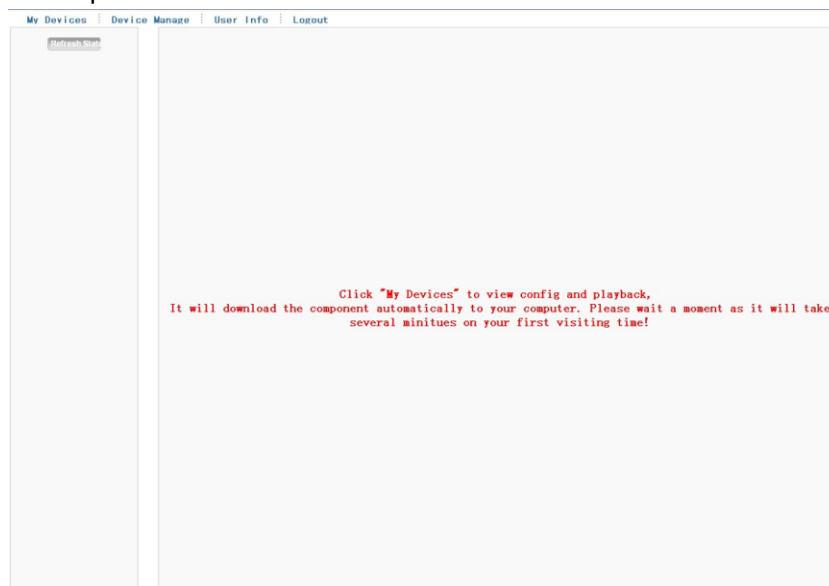 My Devices Device Manage User Info Logout
Refresh Stat
Click "My Devices" to view config and playback,
It will download the component automatically to your computer. Please wait a moment as it will take
several minitues on your first visiting time!